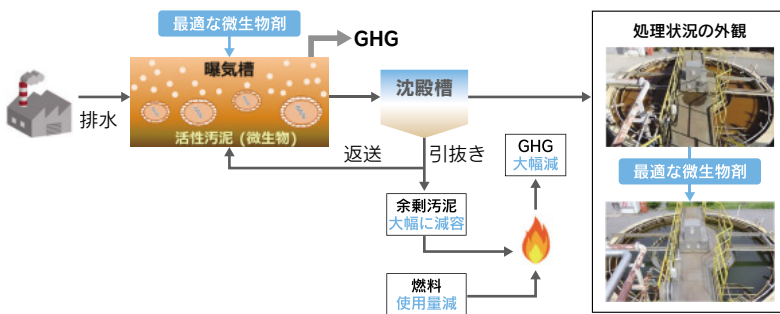 最適な微生物剤
GHG
曝気槽
排水
活性汚泥 (微生物)
沈殿槽
返送
引抜き
余剰汚泥
大幅に減容
燃料
使用量減
GHG
大幅減
処理状況の外観
最適な微生物剤